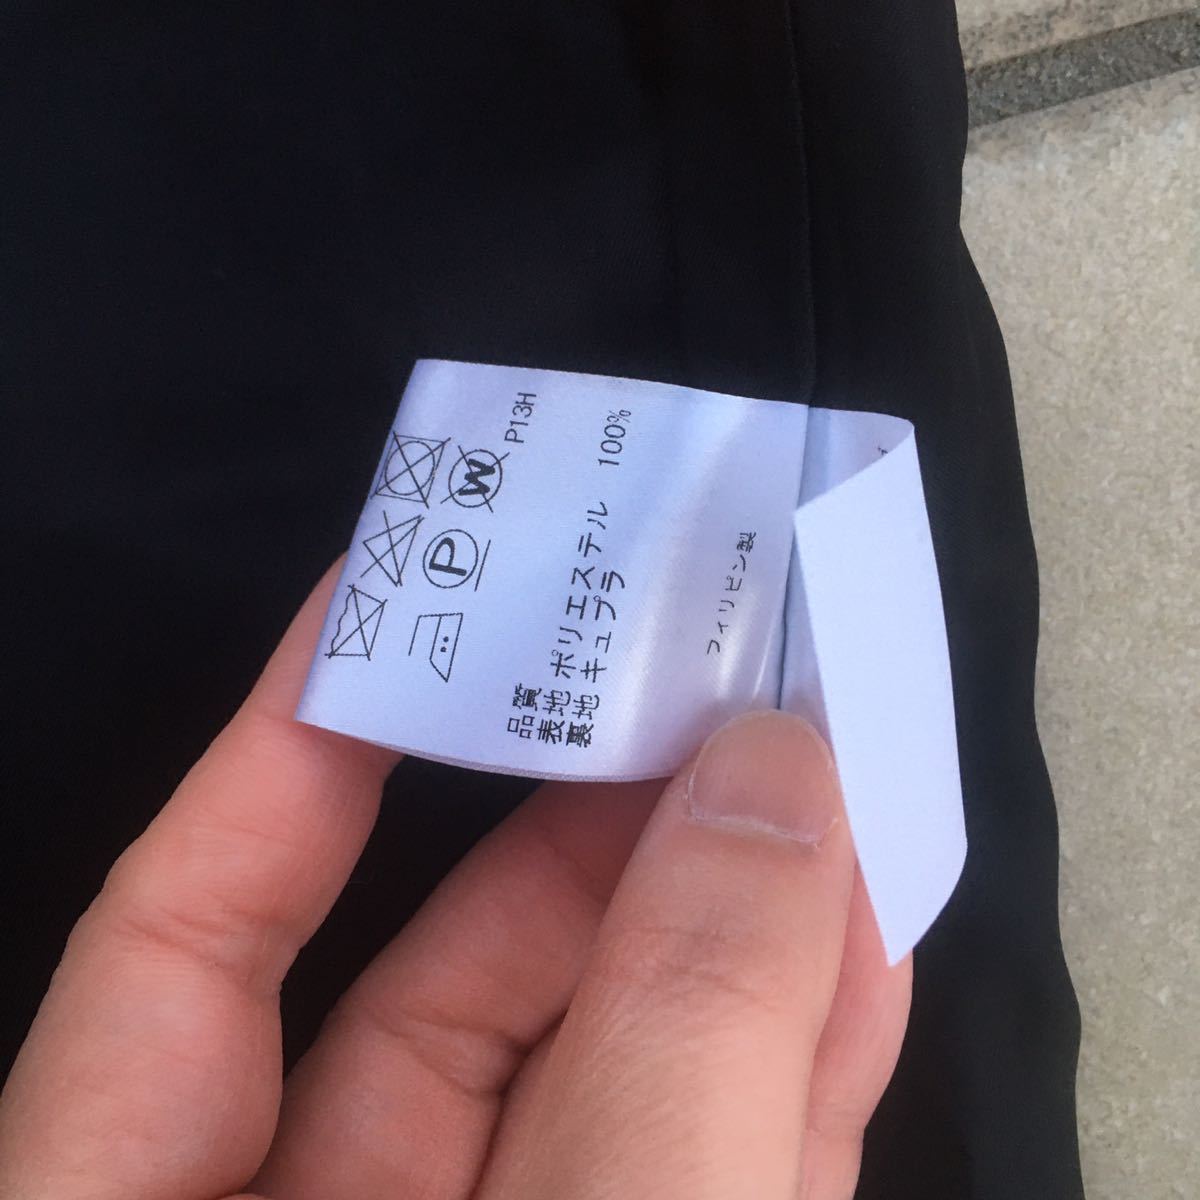 P13H
品質
表地 ポリエステル 100%
裏地 キュプラ
フィリピン製